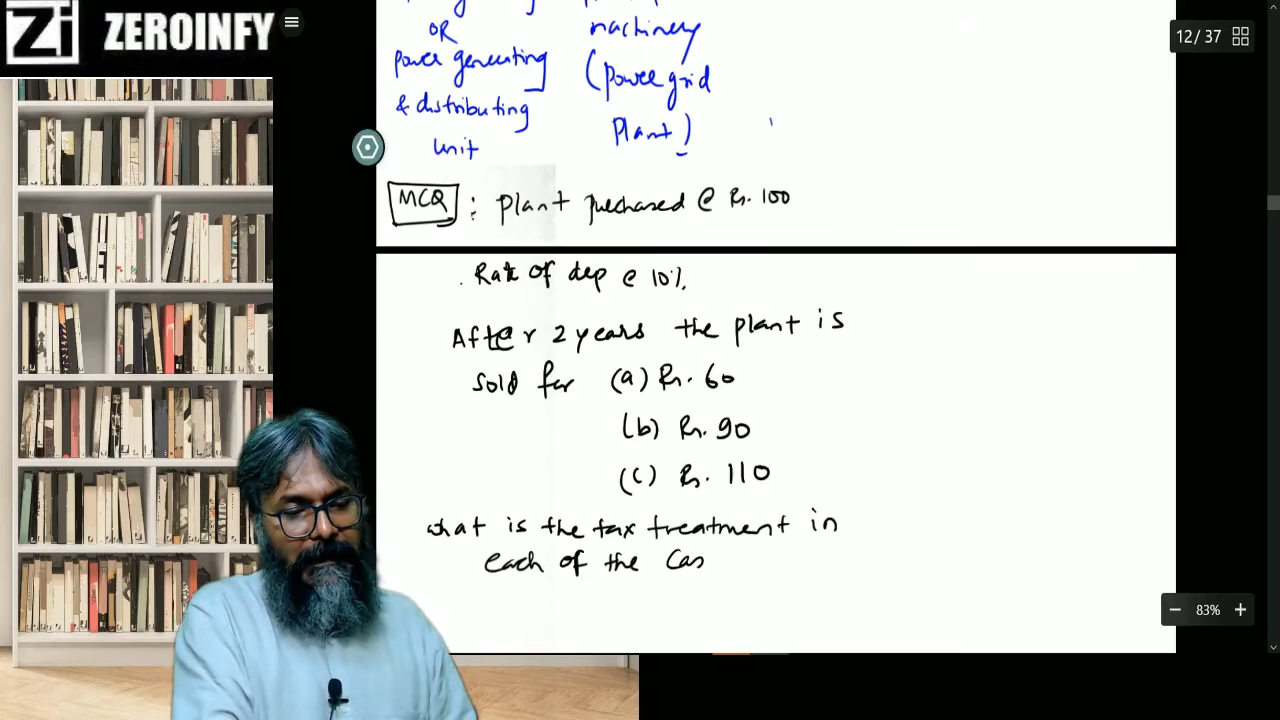 ZEROINFY
12 / 37
OR
machinery
power generating
& distributing
unit
(power grid
Plant)
MCQ : plant purchased @ Rs. 100
. Rate of dep @ 10%.
After 2 years the plant is
sold for (a) Rs. 60
(b) Rs. 90
(c) Rs. 110
what is the tax treatment in
each of the Cas
83%